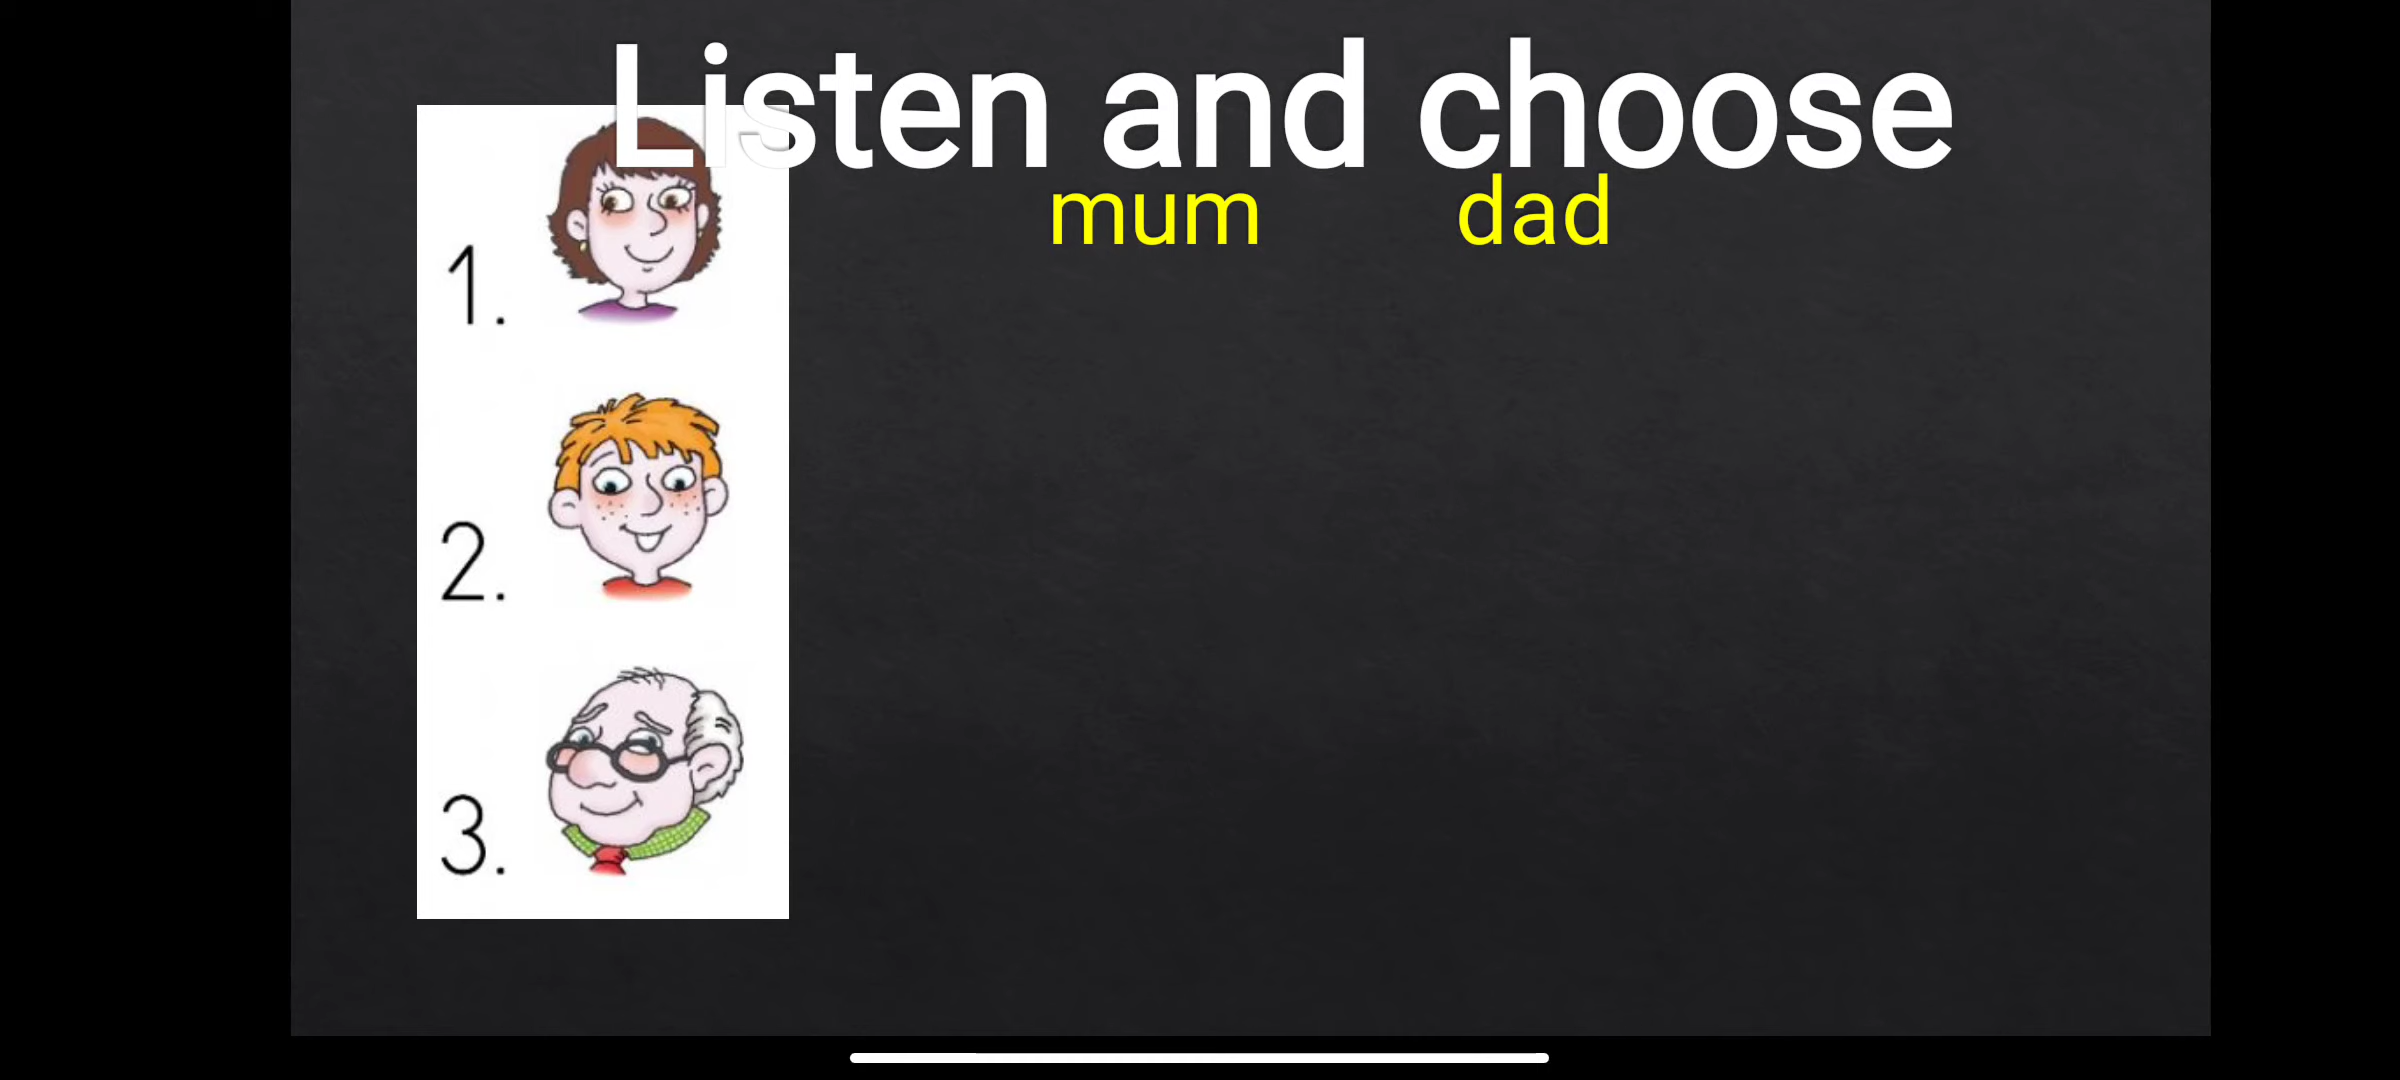 Listen and choose
mum dad
1.
2.
3.